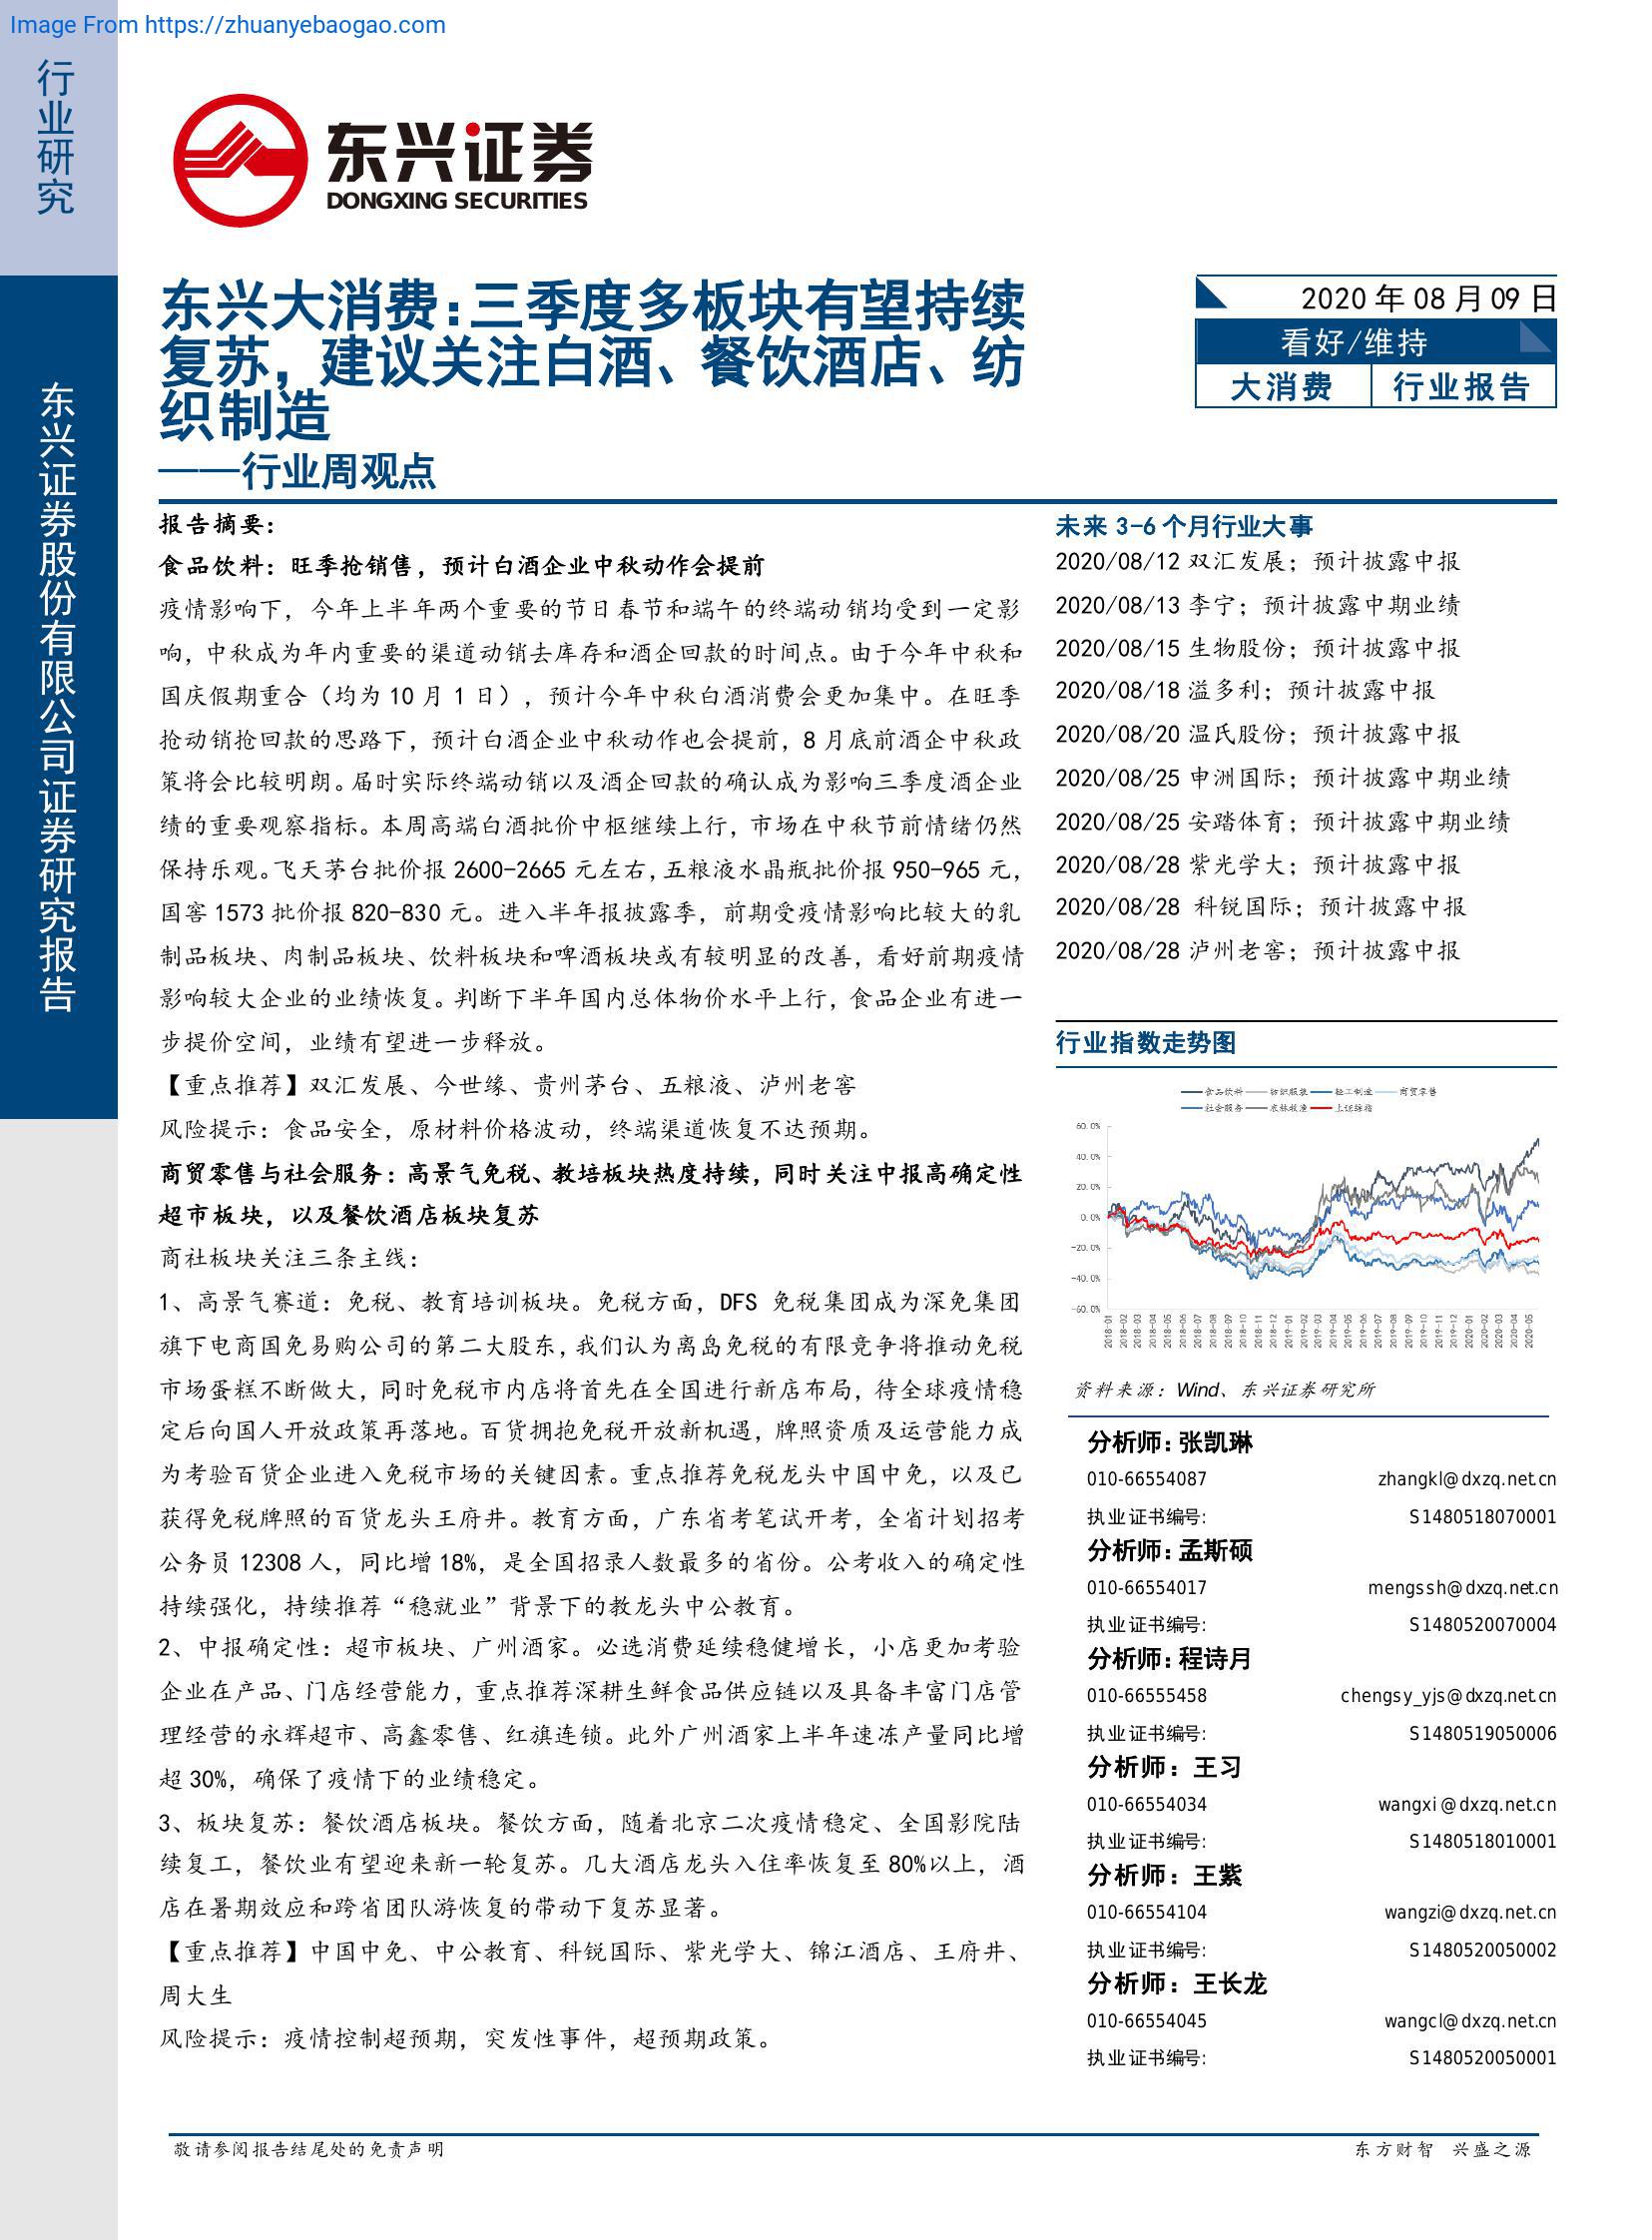 Image From https://zhuanyebaogao.com
行业研究
东兴证券股份有限公司证券研究报告
东兴证券
DONGXING SECURITIES
东兴大消费:三季度多板块有望持续
复苏，建议关注白酒、餐饮酒店、纺
织制造
——行业周观点
2020 年 08 月 09 日
看好/维持
大消费 行业报告
报告摘要：
食品饮料：旺季抢销售，预计白酒企业中秋动作会提前
疫情影响下，今年上半年两个重要的节日春节和端午的终端动销均受到一定影
响，中秋成为年内重要的渠道动销去库存和酒企回款的时间点。由于今年中秋和
国庆假期重合（均为 10 月 1 日），预计今年中秋白酒消费会更加集中。在旺季
抢动销抢回款的思路下，预计白酒企业中秋动作也会提前，8 月底前酒企中秋政
策将会比较明朗。届时实际终端动销以及酒企回款的确认成为影响三季度酒企业
绩的重要观察指标。本周高端白酒批价中枢继续上行，市场在中秋节前情绪仍然
保持乐观。飞天茅台批价报 2600-2665 元左右，五粮液水晶瓶批价报 950-965 元，
国窖 1573 批价报 820-830 元。进入半年报披露季，前期受疫情影响比较大的乳
制品板块、肉制品板块、饮料板块和啤酒板块或有较明显的改善，看好前期疫情
影响较大企业的业绩恢复。判断下半年国内总体物价水平上行，食品企业有进一
步提价空间，业绩有望进一步释放。
【重点推荐】双汇发展、今世缘、贵州茅台、五粮液、泸州老窖
风险提示：食品安全，原材料价格波动，终端渠道恢复不达预期。
商贸零售与社会服务：高景气免税、教培板块热度持续，同时关注中报高确定性
超市板块，以及餐饮酒店板块复苏
商社板块关注三条主线：
1、高景气赛道：免税、教育培训板块。免税方面，DFS 免税集团成为深免集团
旗下电商国免易购公司的第二大股东，我们认为离岛免税的有限竞争将推动免税
市场蛋糕不断做大，同时免税市内店将首先在全国进行新店布局，待全球疫情稳
定后向国人开放政策再落地。百货拥抱免税开放新机遇，牌照资质及运营能力成
为考验百货企业进入免税市场的关键因素。重点推荐免税龙头中国中免，以及已
获得免税牌照的百货龙头王府井。教育方面，广东省考笔试开考，全省计划招考
公务员 12308 人，同比增 18%，是全国招录人数最多的省份。公考收入的确定性
持续强化，持续推荐“稳就业”背景下的教龙头中公教育。
2、中报确定性：超市板块、广州酒家。必选消费延续稳健增长，小店更加考验
企业在产品、门店经营能力，重点推荐深耕生鲜食品供应链以及具备丰富门店管
理经营的永辉超市、高鑫零售、红旗连锁。此外广州酒家上半年速冻产量同比增
超 30%，确保了疫情下的业绩稳定。
3、板块复苏：餐饮酒店板块。餐饮方面，随着北京二次疫情稳定、全国影院陆
续复工，餐饮业有望迎来新一轮复苏。几大酒店龙头入住率恢复至 80%以上，酒
店在暑期效应和跨省团队游恢复的带动下复苏显著。
【重点推荐】中国中免、中公教育、科锐国际、紫光学大、锦江酒店、王府井、
周大生
风险提示：疫情控制超预期，突发性事件，超预期政策。
未来 3-6 个月行业大事
2020/08/12 双汇发展；预计披露中报
2020/08/13 李宁；预计披露中期业绩
2020/08/15 生物股份；预计披露中报
2020/08/18 溢多利；预计披露中报
2020/08/20 温氏股份；预计披露中报
2020/08/25 申洲国际；预计披露中期业绩
2020/08/25 安踏体育；预计披露中期业绩
2020/08/28 紫光学大；预计披露中报
2020/08/28 科锐国际；预计披露中报
2020/08/28 泸州老窖；预计披露中报
行业指数走势图
食品饮料 纺织服装 轻工制造 商贸零售
社会服务 农林牧渔 上证综指
60.0%
40.0%
20.0%
0.0%
-20.0%
-40.0%
-60.0%
2018-01 2018-02 2018-03 2018-04 2018-05 2018-06 2018-07 2018-08 2018-09 2018-10 2018-11 2018-12 2019-01 2019-02 2019-03 2019-04 2019-05 2019-06 2019-07 2019-08 2019-09 2019-10 2019-11 2019-12 2020-01 2020-02 2020-03 2020-04 2020-05
资料来源：Wind、东兴证券研究所
分析师:张凯琳
010-66554087 zhangkl@dxzq.net.cn
执业证书编号: S1480518070001
分析师:孟斯硕
010-66554017 mengssh@dxzq.net.cn
执业证书编号: S1480520070004
分析师:程诗月
010-66555458 chengsy_yjs@dxzq.net.cn
执业证书编号: S1480519050006
分析师：王习
010-66554034 wangxi@dxzq.net.cn
执业证书编号: S1480518010001
分析师：王紫
010-66554104 wangzi@dxzq.net.cn
执业证书编号: S1480520050002
分析师：王长龙
010-66554045 wangcl@dxzq.net.cn
执业证书编号: S1480520050001
敬请参阅报告结尾处的免责声明
东方财智 兴盛之源